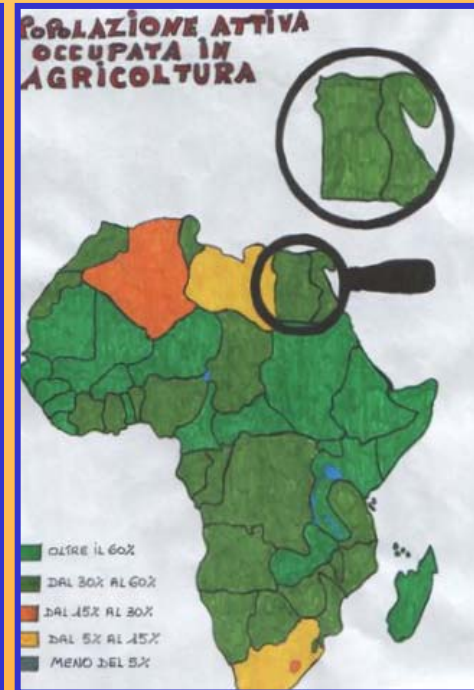 POPOLAZIONE ATTIVA
OCCUPATA IN
AGRICOLTURA
OLTRE IL 60%
DAL 30% AL 60%
DAL 15% AL 30%
DAL 5% AL 15%
MENO DEL 5%